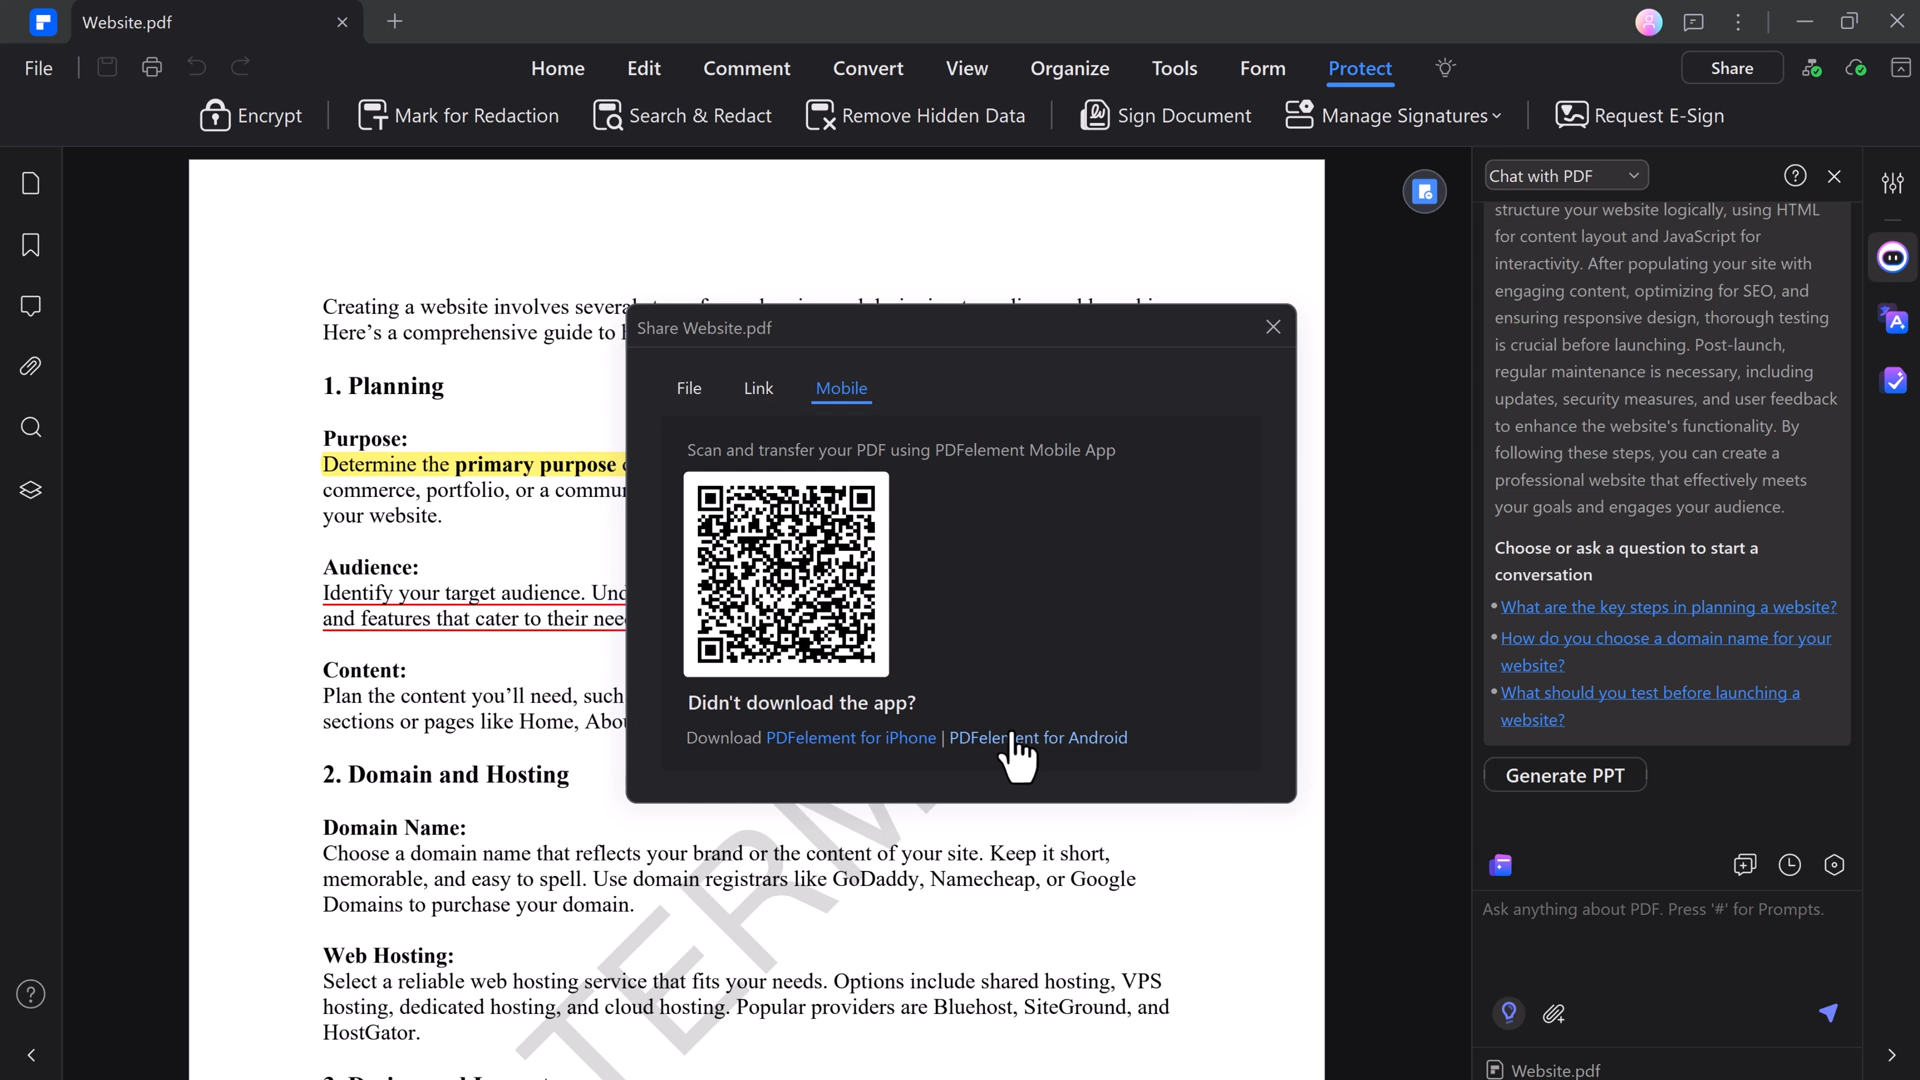 Website.pdf
File
Home Edit Comment Convert View Organize Tools Form Protect
Share
Encrypt Mark for Redaction Search & Redact Remove Hidden Data Sign Document Manage Signatures Request E-Sign
Creating a website involves
Here's a comprehensive guide to
1. Planning
Purpose:
Determine the primary purpose
commerce, portfolio, or a
your website.
Audience:
Identify your target audience.
and features that cater to their
Content:
Plan the content you'll need, such
sections or pages like Home,
2. Domain and Hosting
Domain Name:
Choose a domain name that reflects your brand or the content of your site. Keep it short,
memorable, and easy to spell. Use domain registrars like GoDaddy, Namecheap, or Google
Domains to purchase your domain.
Web Hosting:
Select a reliable web hosting service that fits your needs. Options include shared hosting, VPS
hosting, dedicated hosting, and cloud hosting. Popular providers are Bluehost, SiteGround, and
HostGator.
Share Website.pdf
File Link Mobile
Scan and transfer your PDF using PDFelement Mobile App
Didn't download the app?
Download PDFelement for iPhone | PDFelement for Android
Chat with PDF
structure your website logically, using HTML
for content layout and JavaScript for
interactivity. After populating your site with
engaging content, optimizing for SEO, and
ensuring responsive design, thorough testing
is crucial before launching. Post-launch,
regular maintenance is necessary, including
updates, security measures, and user feedback
to enhance the website's functionality. By
following these steps, you can create a
professional website that effectively meets
your goals and engages your audience.
Choose or ask a question to start a
conversation
• What are the key steps in planning a website?
• How do you choose a domain name for your
website?
• What should you test before launching a
website?
Generate PPT
Ask anything about PDF. Press '#' for Prompts.
Website.pdf